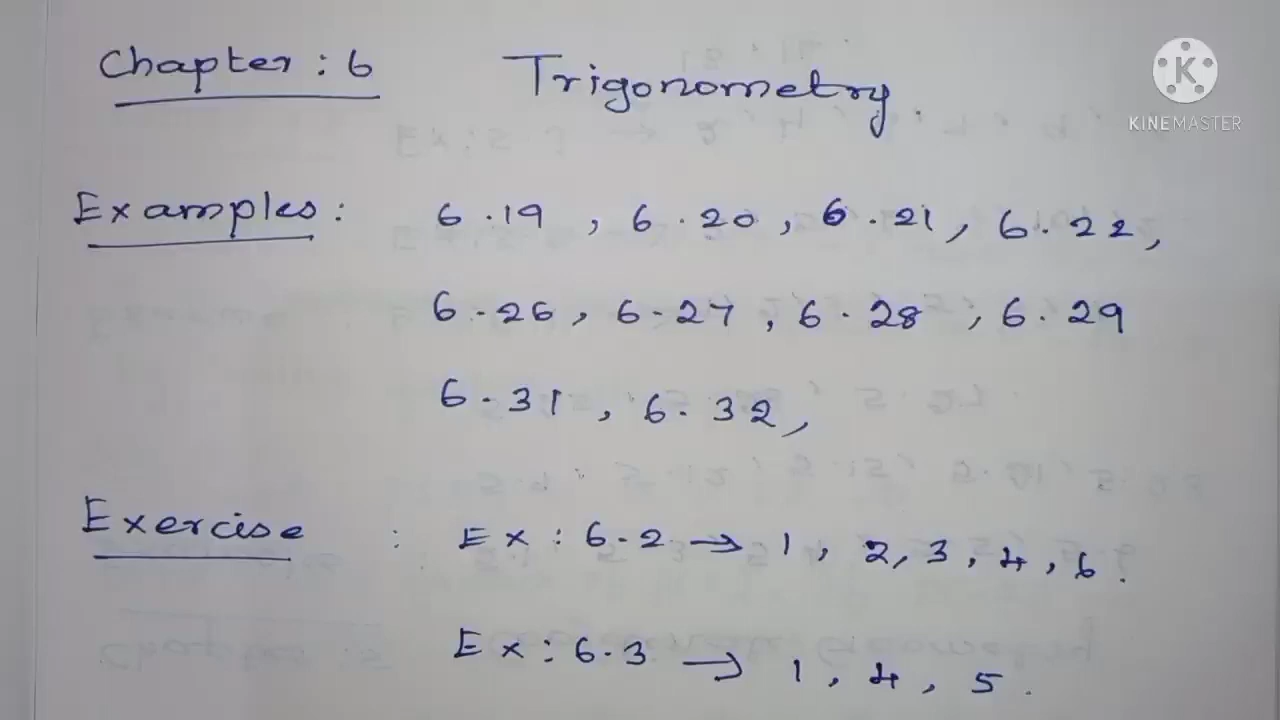 Chapter : 6 Trigonometry.
K
KINEMASTER
Examples : 6.19, 6.20, 6.21, 6.22,
6.26, 6.27, 6.28, 6.29
6.31, 6.32,
Exercise : Ex : 6.2 → 1, 2, 3, 4, 6.
Ex : 6.3 → 1, 4, 5.